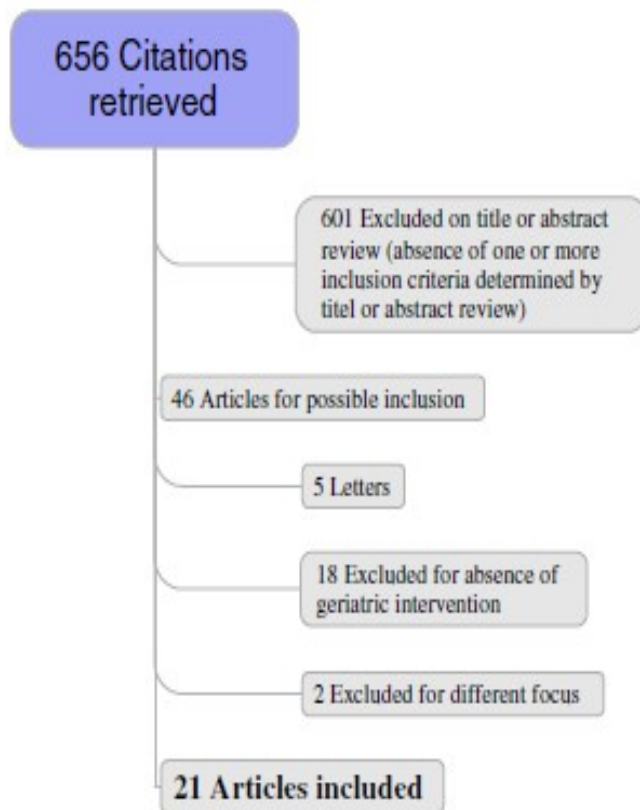 656 Citations
retrieved
601 Excluded on title or abstract
review (absence of one or more
inclusion criteria determined by
titel or abstract review)
46 Articles for possible inclusion
5 Letters
18 Excluded for absence of
geriatric intervention
2 Excluded for different focus
21 Articles included